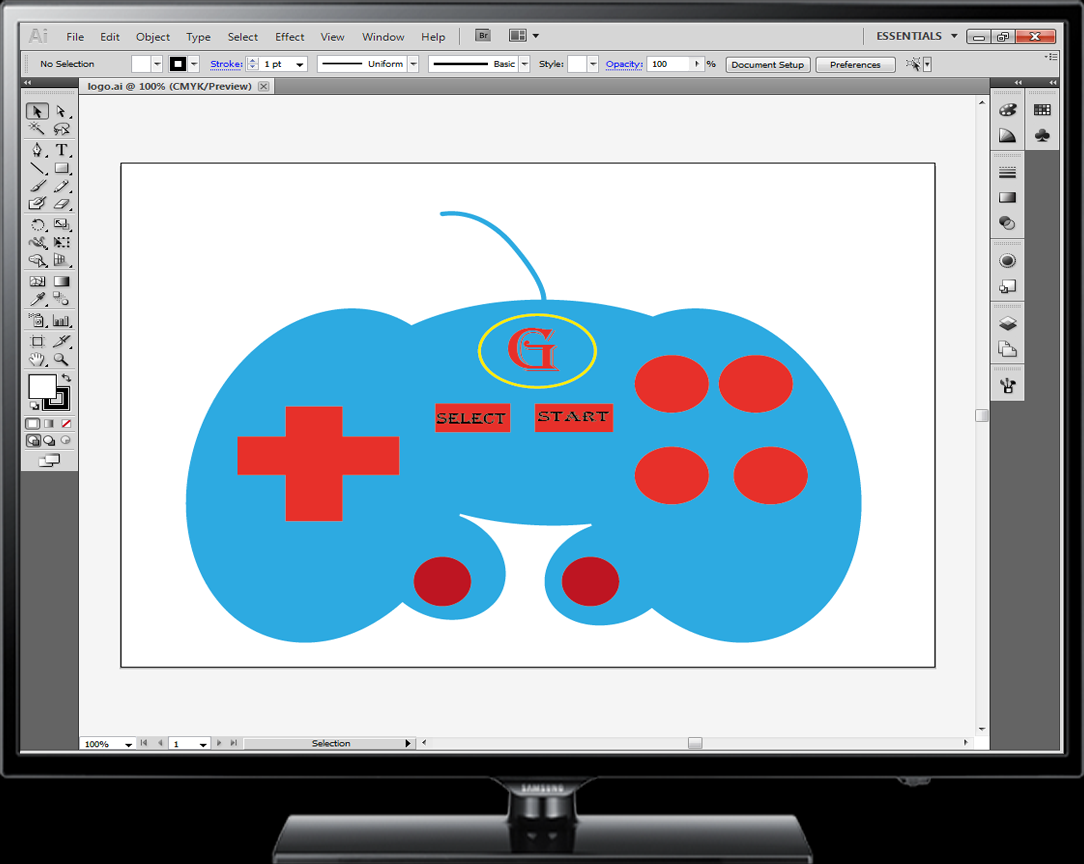 Ai File Edit Object Type Select Effect View Window Help Br ESSENTIALS
No Selection Stroke: 1 pt Uniform Basic Style: Opacity: 100 % Document Setup Preferences
logo.ai @ 100% (CMYK/Preview)
T
G
SELECT START
100% 1 Selection
SAMSUNG